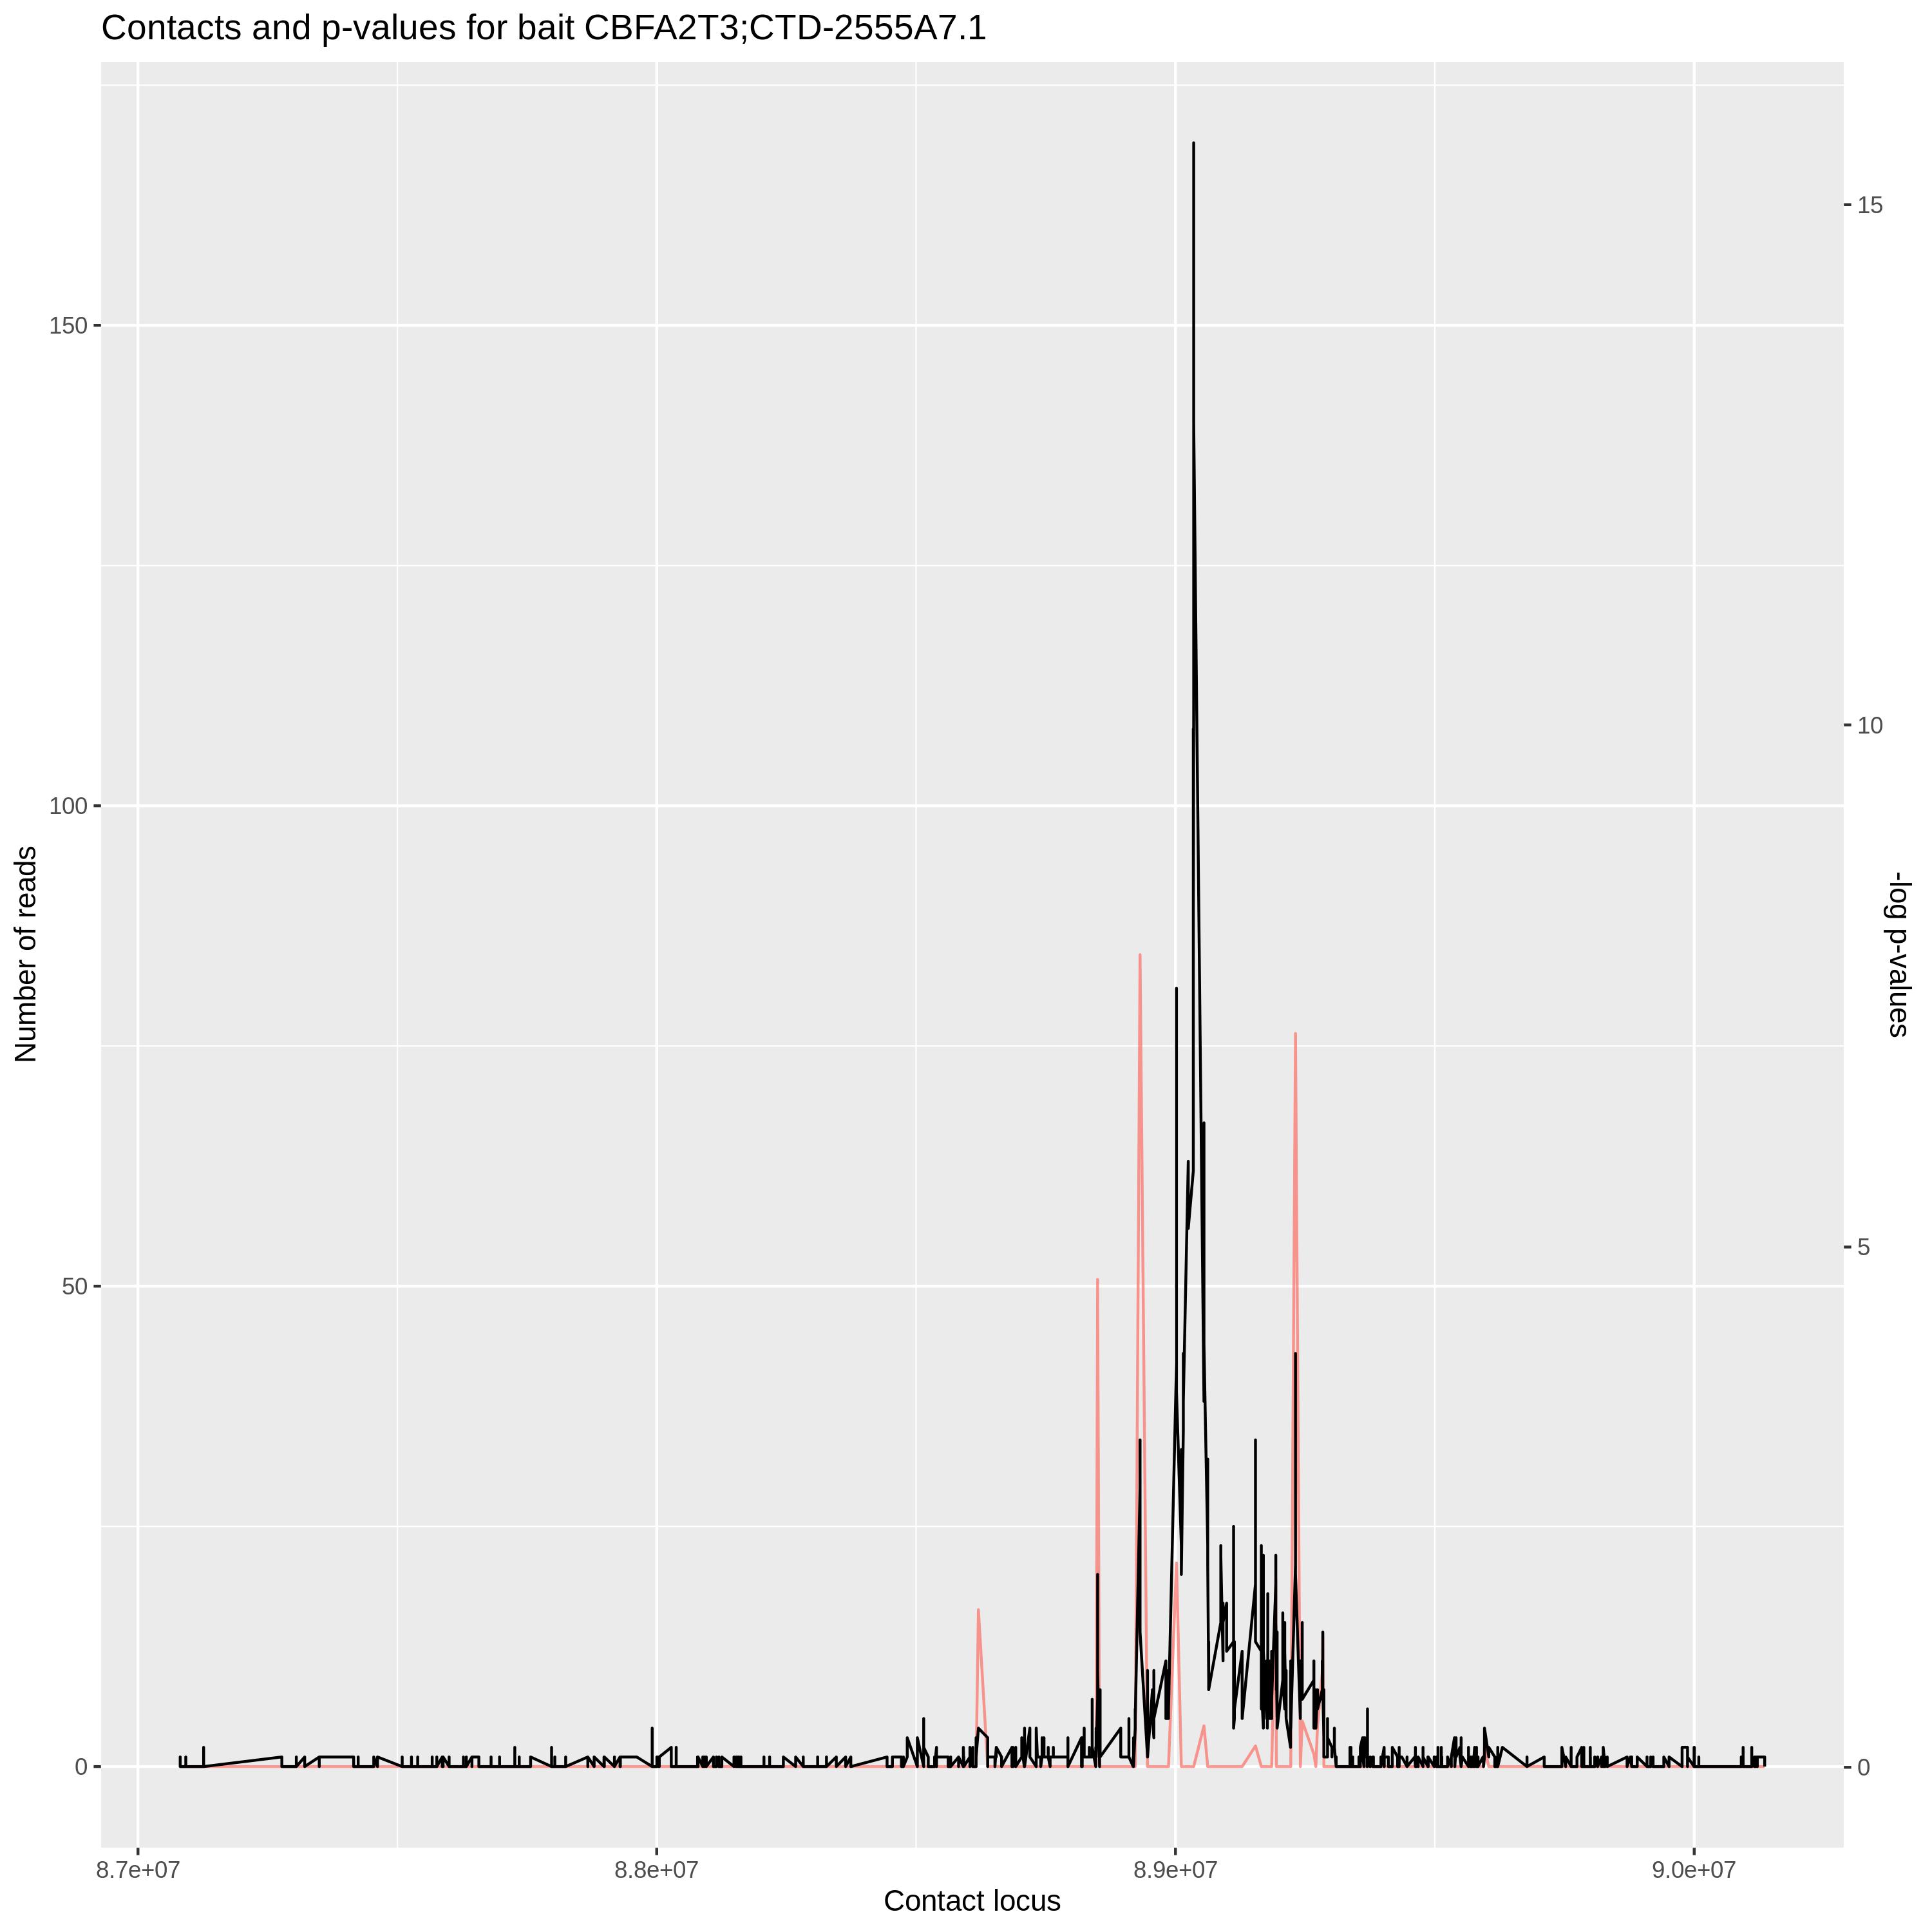 Contacts and p-values for bait CBFA2T3;CTD-2555A7.1
150
100
50
0
Number of reads
15
10
5
0
-log p-values
8.7e+07
8.8e+07
8.9e+07
9.0e+07
Contact locus